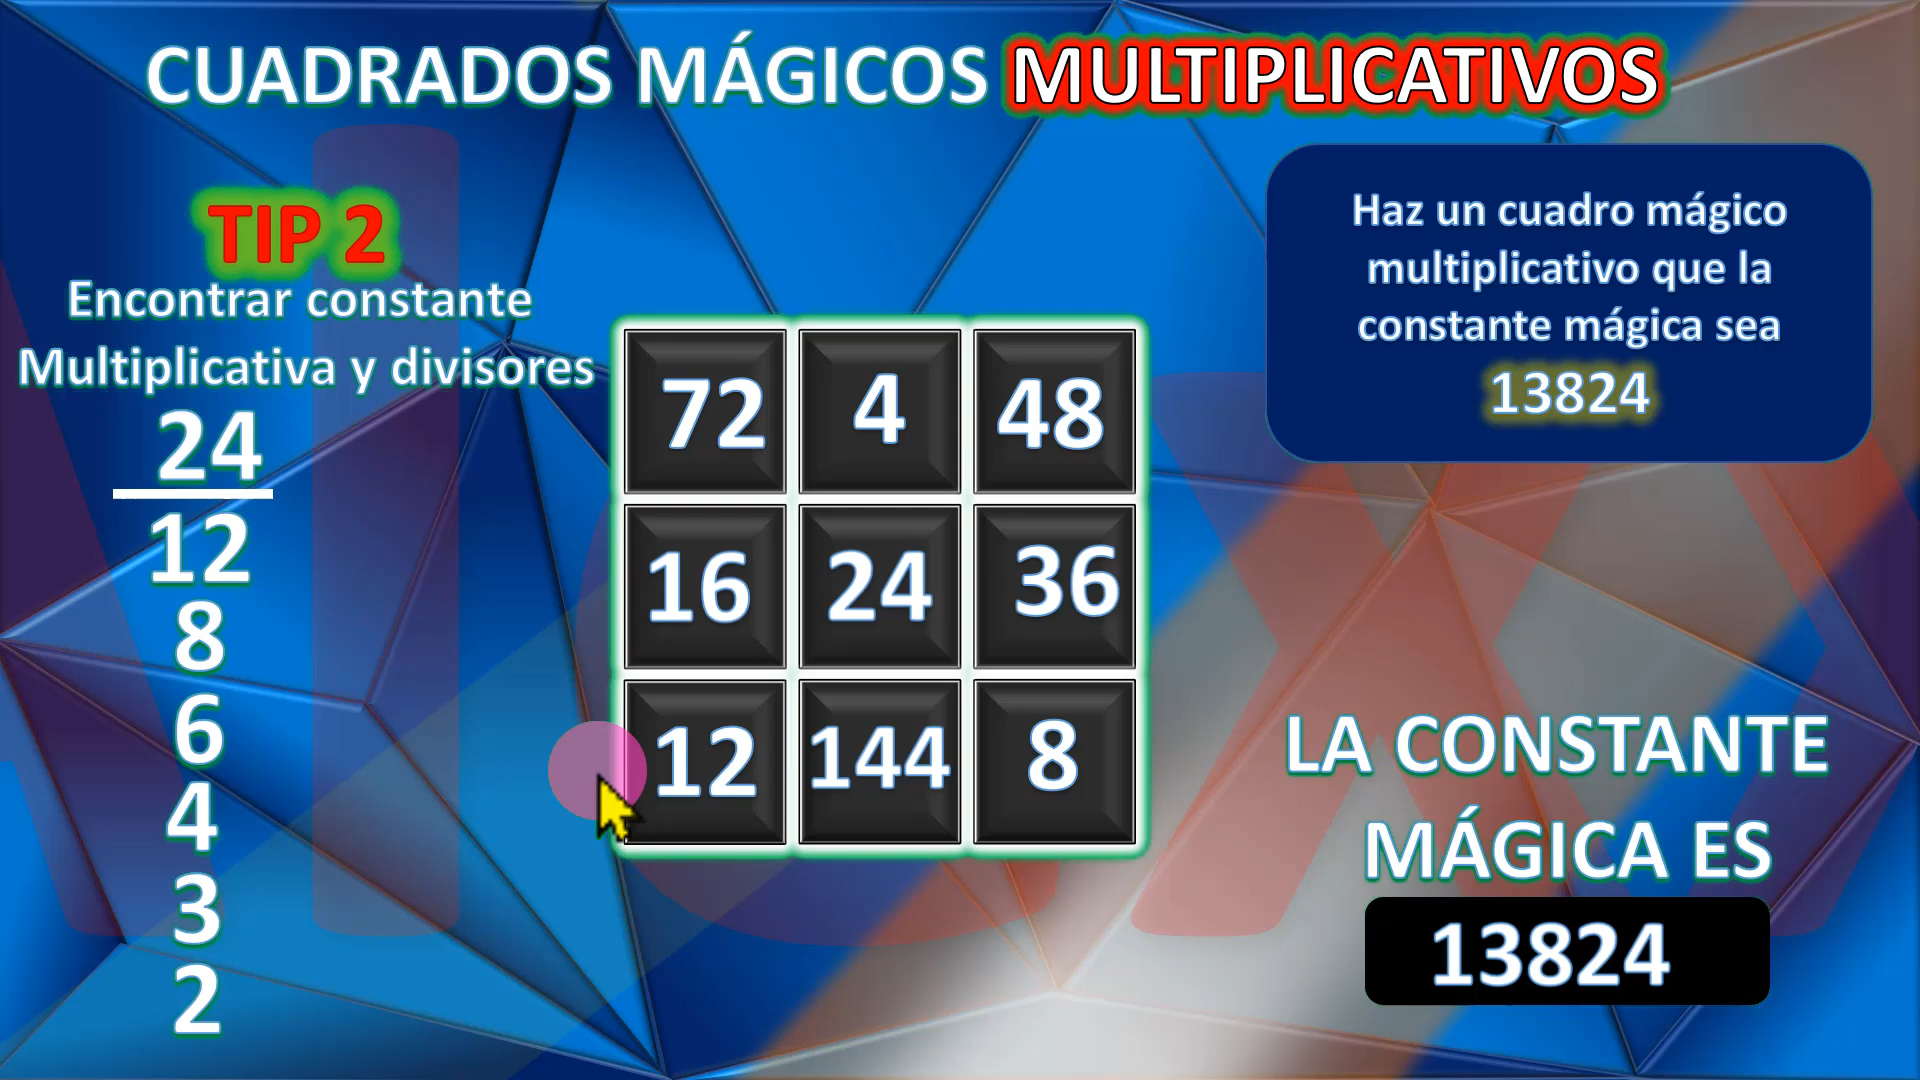 CUADRADOS MÁGICOS MULTIPLICATIVOS
TIP 2
Encontrar constante
Multiplicativa y divisores
24
12
8
6
4
3
2
72 4 48
16 24 36
12 144 8
Haz un cuadro mágico
multiplicativo que la
constante mágica sea
13824
LA CONSTANTE
MÁGICA ES
13824